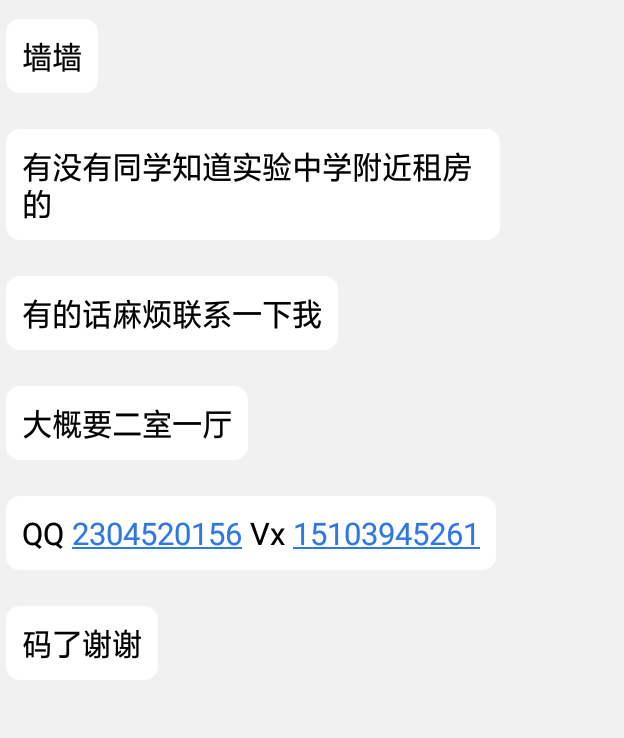 墙墙
有没有同学知道实验中学附近租房
的
有的话麻烦联系一下我
大概要二室一厅
QQ 2304520156 Vx 15103945261
码了谢谢